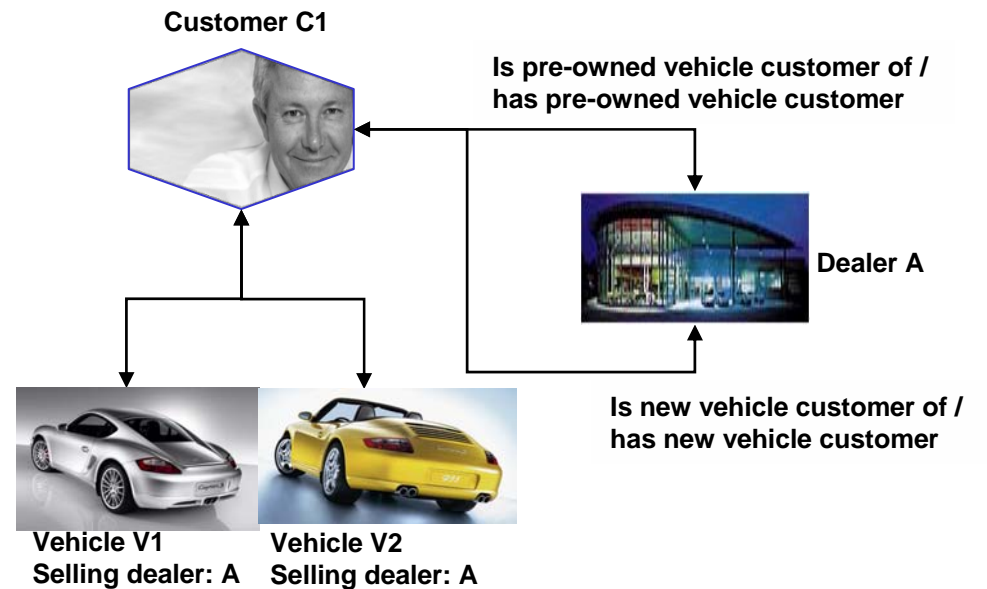 Customer C1
Is pre-owned vehicle customer of /
has pre-owned vehicle customer
Dealer A
Is new vehicle customer of /
has new vehicle customer
Vehicle V1
Selling dealer: A
Vehicle V2
Selling dealer: A